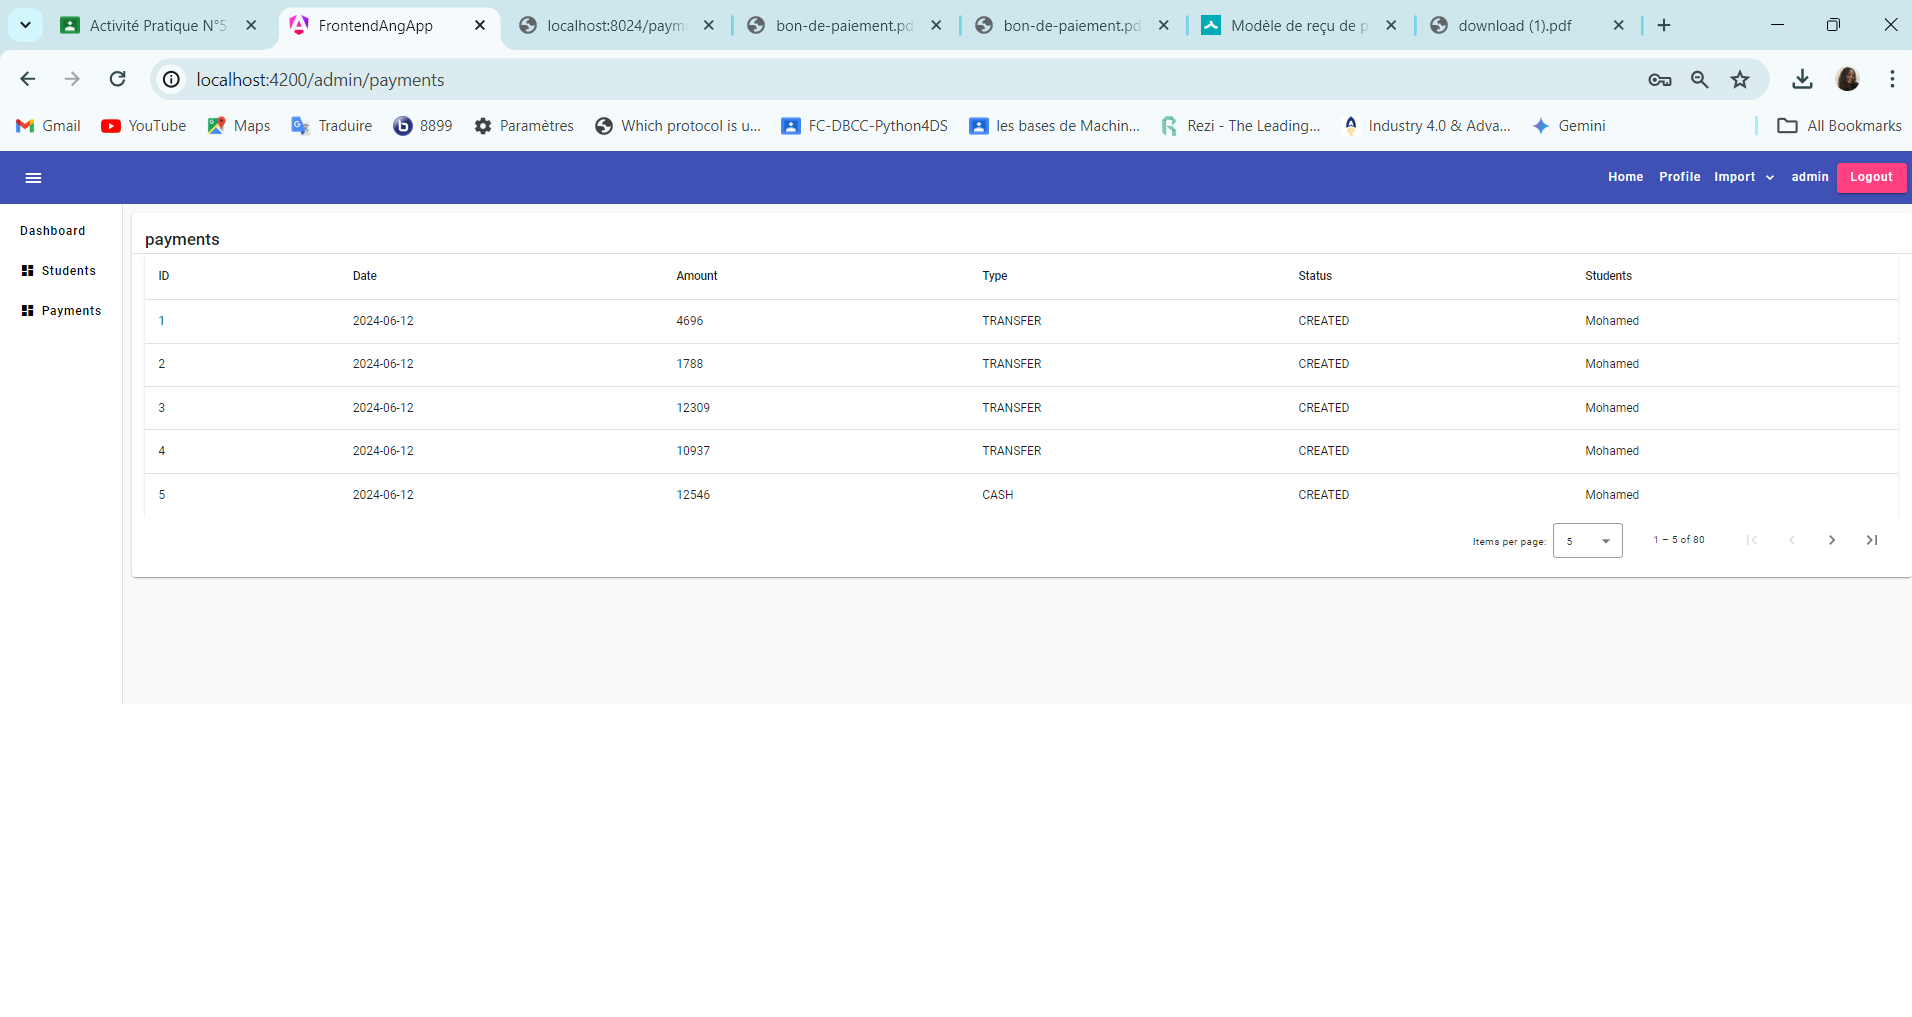 Activité Pratique N°5
FrontendAngApp
localhost:8024/paym
bon-de-paiement.pd
bon-de-paiement.pd
Modèle de reçu de p
download (1).pdf
localhost:4200/admin/payments
Gmail
YouTube
Maps
Traduire
8899
Paramètres
Which protocol is u...
FC-DBCC-Python4DS
les bases de Machin...
Rezi - The Leading...
Industry 4.0 & Adva...
Gemini
All Bookmarks
Home Profile Import admin Logout
Dashboard
Students
Payments
payments
ID Date Amount Type Status Students
1 2024-06-12 4696 TRANSFER CREATED Mohamed
2 2024-06-12 1788 TRANSFER CREATED Mohamed
3 2024-06-12 12309 TRANSFER CREATED Mohamed
4 2024-06-12 10937 TRANSFER CREATED Mohamed
5 2024-06-12 12546 CASH CREATED Mohamed
Items per page: 5 1 – 5 of 80